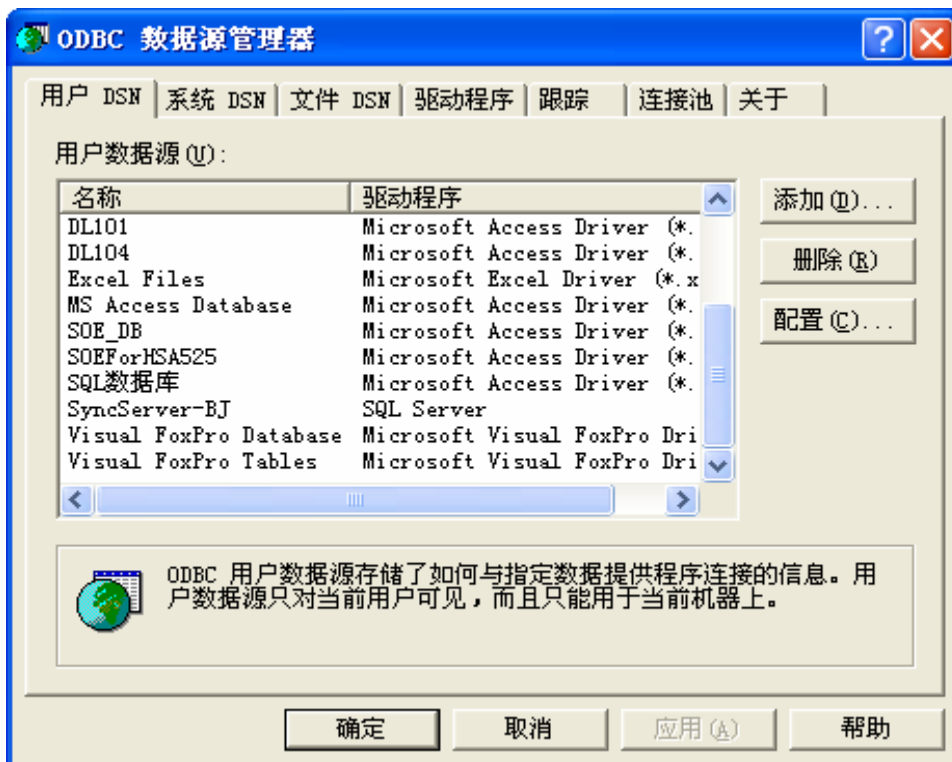 ODBC 数据源管理器
用户 DSN 系统 DSN 文件 DSN 驱动程序 跟踪 连接池 关于
用户数据源(U):
名称 驱动程序
DL101 Microsoft Access Driver (*.
DL104 Microsoft Access Driver (*.
Excel Files Microsoft Excel Driver (*.x
MS Access Database Microsoft Access Driver (*.
SOE_DB Microsoft Access Driver (*.
SOEForHSA525 Microsoft Access Driver (*.
SQL数据库 Microsoft Access Driver (*.
SyncServer-BJ SQL Server
Visual FoxPro Database Microsoft Visual FoxPro Dri
Visual FoxPro Tables Microsoft Visual FoxPro Dri
添加(D)...
删除(R)
配置(C)...
ODBC 用户数据源存储了如何与指定数据提供程序连接的信息。用
户数据源只对当前用户可见，而且只能用于当前机器上。
确定 取消 应用(A) 帮助